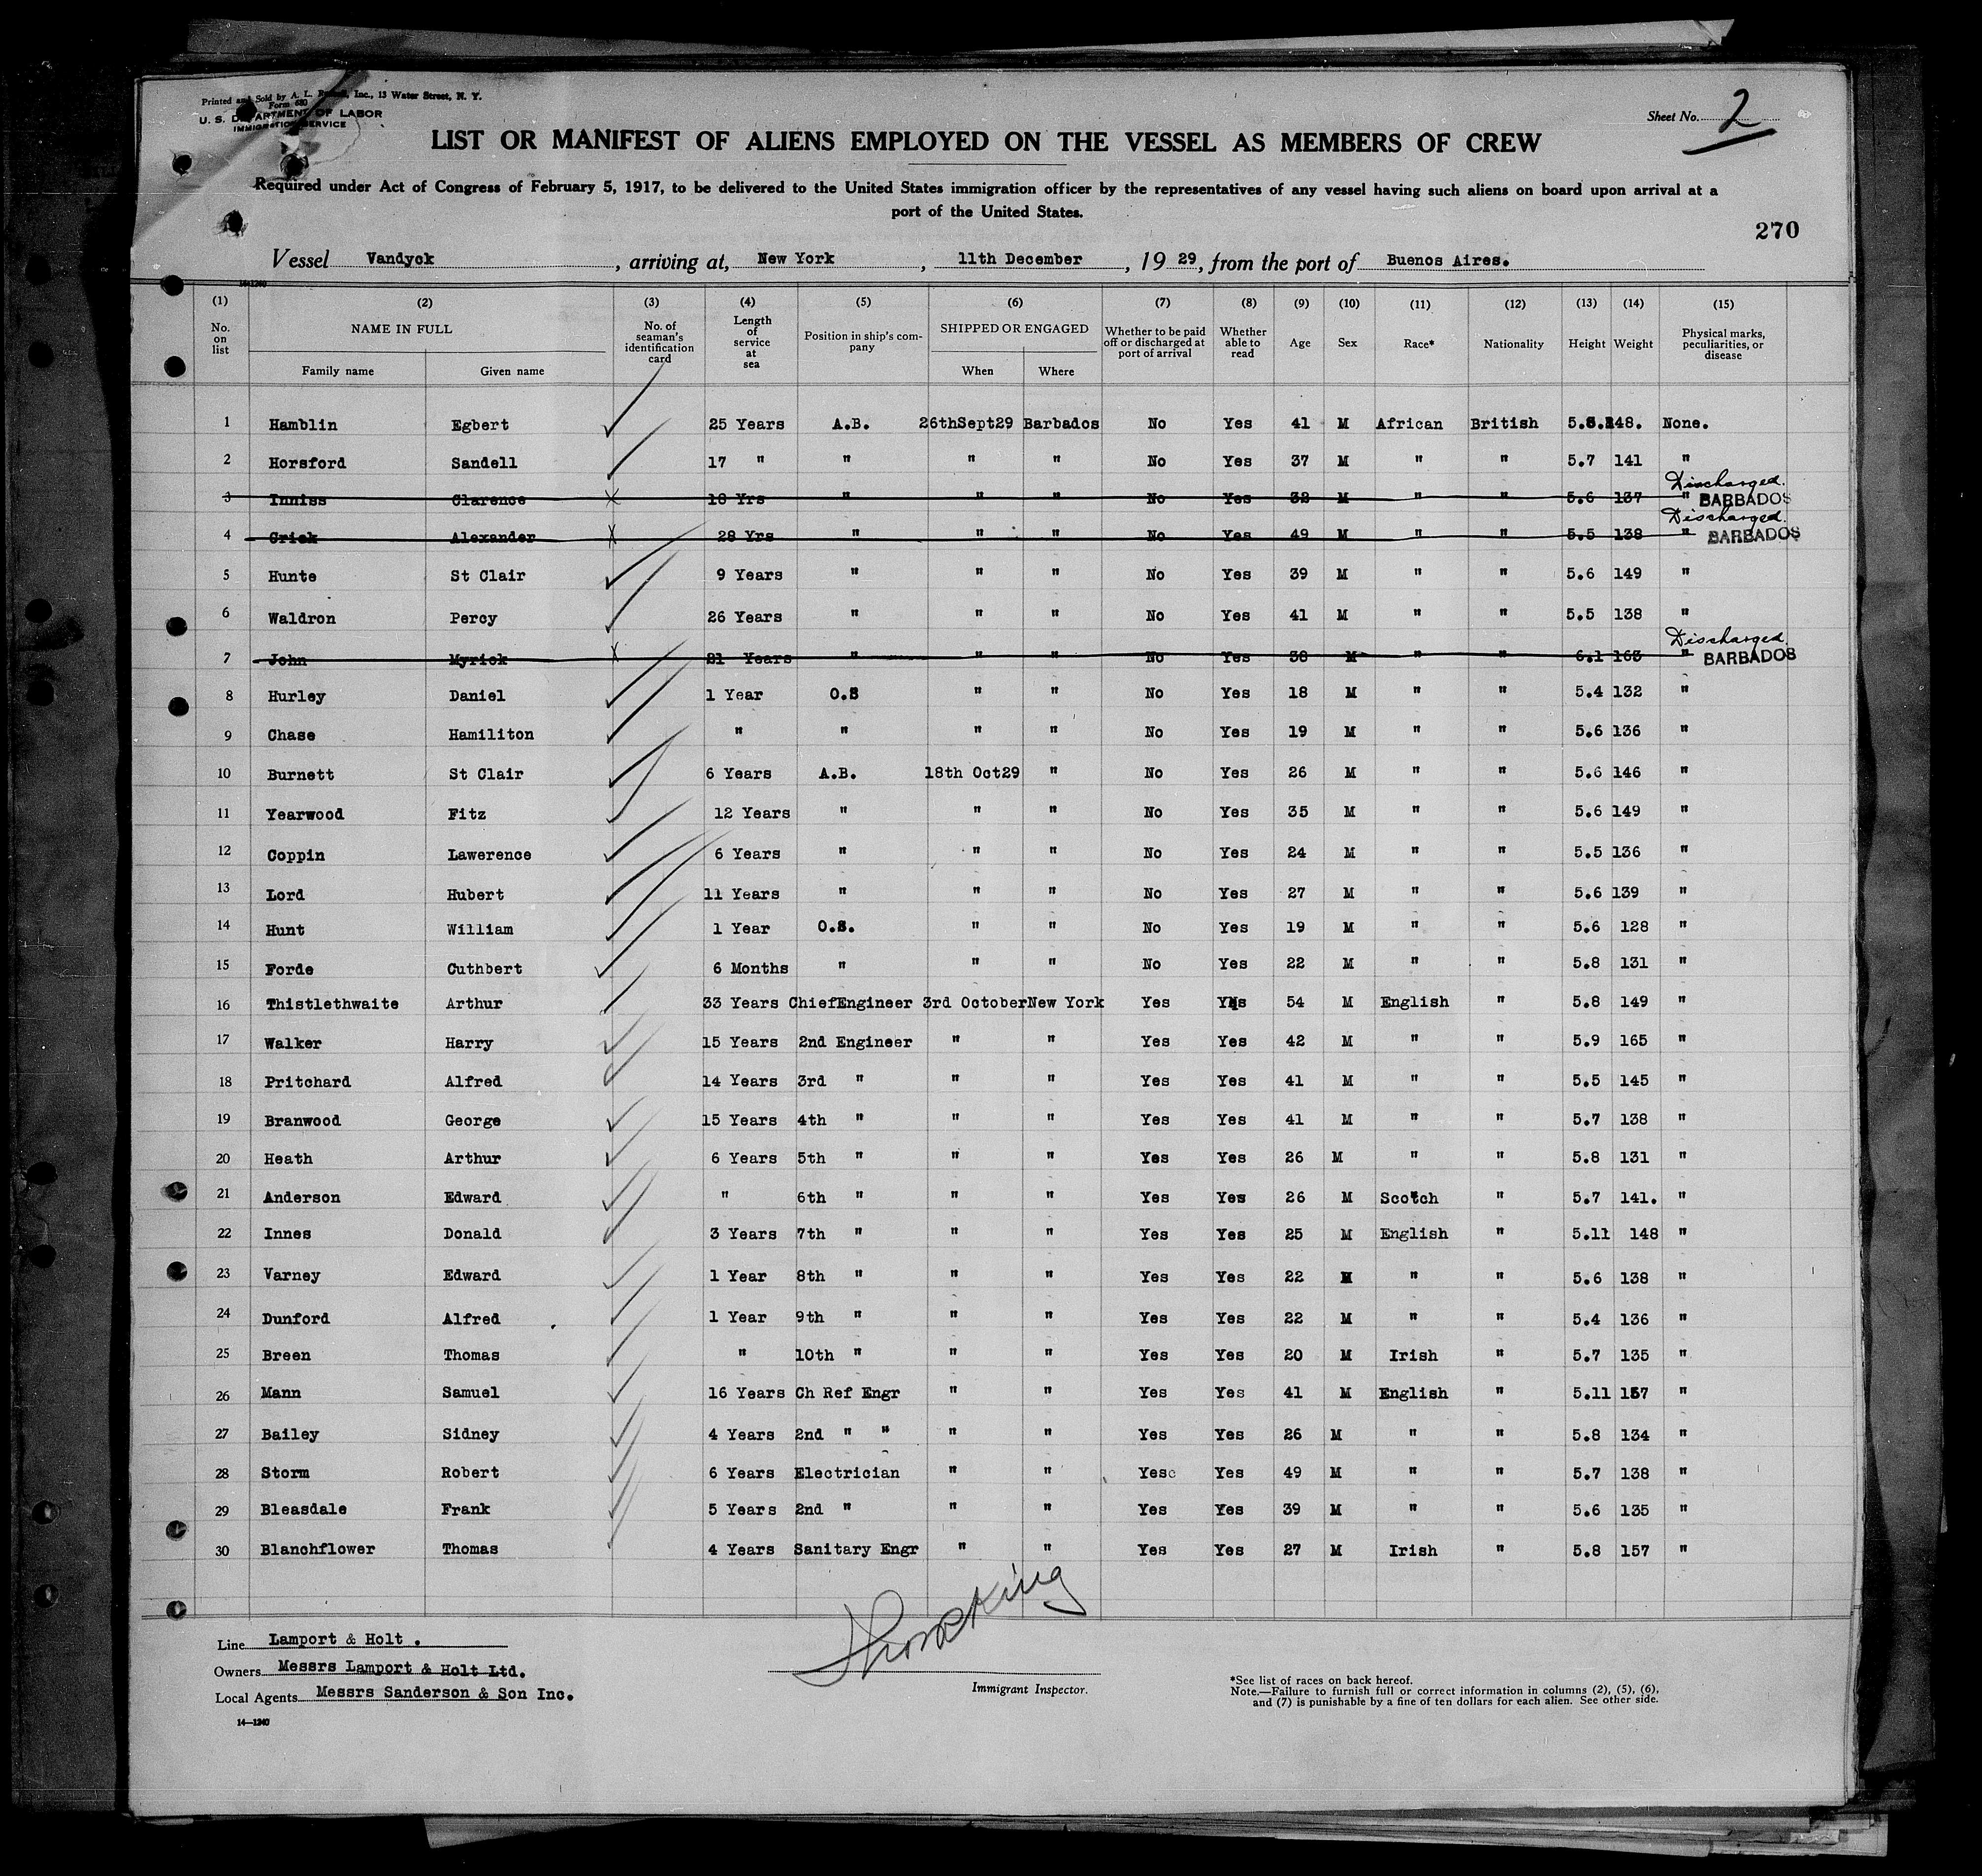 Printed and Sold by A. L. Inc., 13 Water Street, N. Y.
Form 680
U. S. DEPARTMENT OF LABOR
IMMIGRATION SERVICE
Sheet No. 2
LIST OR MANIFEST OF ALIENS EMPLOYED ON THE VESSEL AS MEMBERS OF CREW
Required under Act of Congress of February 5, 1917, to be delivered to the United States immigration officer by the representatives of any vessel having such aliens on board upon arrival at a
port of the United States.
270
Vessel Vandyck, arriving at, New York, 11th December, 19 29, from the port of Buenos Aires.
14-1240
(1) (2) (3) (4) (5) (6) (7) (8) (9) (10) (11) (12) (13) (14) (15)
No. on list NAME IN FULL No. of seaman's identification card Length of service at sea Position in ship's company SHIPPED OR ENGAGED Whether to be paid off or discharged at port of arrival Whether able to read Age Sex Race* Nationality Height Weight Physical marks, peculiarities, or disease
Family name Given name When Where
1 Hamblin Egbert 25 Years A.B. 26thSept29 Barbados No Yes 41 M African British 148. None.
2 Horsford Sandell 17 " " " " No Yes 37 M " " 5.7 141 "
Discharged.
3 Inniss Clarence 18 Yrs " " " No Yes 32 M " " 5.6 137 " BARBADOS
Discharged.
4 Crick Alexander 28 Yrs " " " No Yes 49 M " " 5.5 138 " BARBADOS
5 Hunte St Clair 9 Years " " " No Yes 39 M " " 5.6 149 "
6 Waldron Percy 26 Years " " " No Yes 41 M " " 5.5 138 "
Discharged.
7 John Myrick 21 Years " " " No Yes 38 M " " 6.1 163 " BARBADOS
8 Hurley Daniel 1 Year O.S " " No Yes 18 M " " 5.4 132 "
9 Chase Hamiliton " " " " No Yes 19 M " " 5.6 136 "
10 Burnett St Clair 6 Years A.B. 18th Oct29 " No Yes 26 M " " 5.6 146 "
11 Yearwood Fitz 12 Years " " " No Yes 35 M " " 5.6 149 "
12 Coppin Lawerence 6 Years " " " No Yes 24 M " " 5.5 136 "
13 Lord Hubert 11 Years " " " No Yes 27 M " " 5.6 139 "
14 Hunt William 1 Year O.S. " " No Yes 19 M " " 5.6 128 "
15 Forde Cuthbert 6 Months " " " No Yes 22 M " " 5.8 131 "
16 Thistlethwaite Arthur 33 Years ChiefEngineer 3rd October New York Yes Yes 54 M English " 5.8 149 "
17 Walker Harry 15 Years 2nd Engineer " " Yes Yes 42 M " " 5.9 165 "
18 Pritchard Alfred 14 Years 3rd " " " Yes Yes 41 M " " 5.5 145 "
19 Branwood George 15 Years 4th " " " Yes Yes 41 M " " 5.7 138 "
20 Heath Arthur 6 Years 5th " " " Yes Yes 26 M " " 5.8 131 "
21 Anderson Edward " 6th " " " Yes Yes 26 M Scotch " 5.7 141. "
22 Innes Donald 3 Years 7th " " " Yes Yes 25 M English " 5.11 148 "
23 Varney Edward 1 Year 8th " " " Yes Yes 22 M " " 5.6 138 "
24 Dunford Alfred 1 Year 9th " " " Yes Yes 22 M " " 5.4 136 "
25 Breen Thomas " 10th " " " Yes Yes 20 M Irish " 5.7 135 "
26 Mann Samuel 16 Years Ch Ref Engr " " Yes Yes 41 M English " 5.11 157 "
27 Bailey Sidney 4 Years 2nd " " " " Yes Yes 26 M " " 5.8 134 "
28 Storm Robert 6 Years Electrician " " Yesc Yes 49 M " " 5.7 138 "
29 Bleasdale Frank 5 Years 2nd " " " Yes Yes 39 M " " 5.6 135 "
30 Blanchflower Thomas 4 Years Sanitary Engr " " Yes Yes 27 M Irish " 5.8 157 "
Line Lamport & Holt .
Owners Messrs Lamport & Holt Ltd.
Local Agents Messrs Sanderson & Son Inc.
14—1240
Immigrant Inspector.
*See list of races on back hereof.
Note.—Failure to furnish full or correct information in columns (2), (5), (6),
and (7) is punishable by a fine of ten dollars for each alien. See other side.